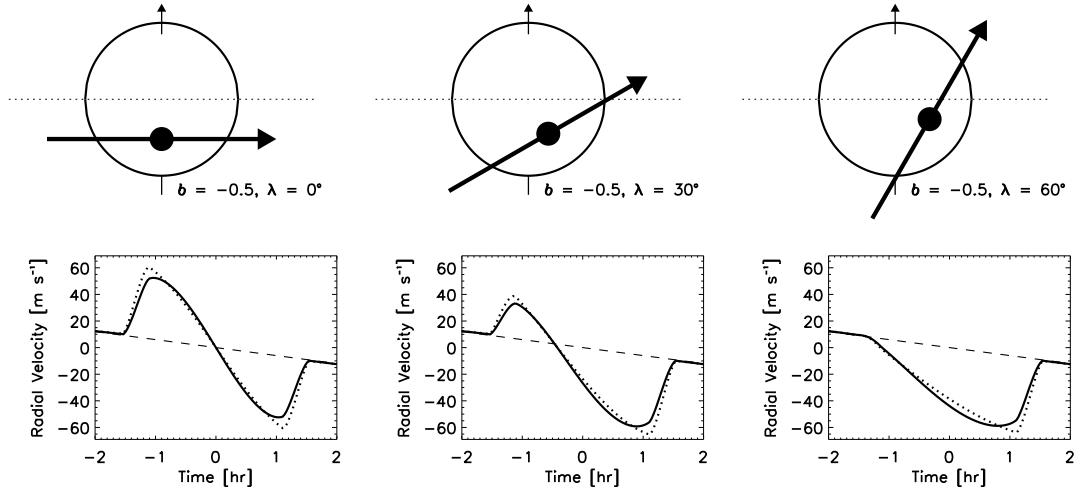 b = −0.5, λ = 0°
b = −0.5, λ = 30°
b = −0.5, λ = 60°
Radial Velocity [m s⁻¹]
60
40
20
0
−20
−40
−60
−2 −1 0 1 2
Time [hr]
Radial Velocity [m s⁻¹]
60
40
20
0
−20
−40
−60
−2 −1 0 1 2
Time [hr]
Radial Velocity [m s⁻¹]
60
40
20
0
−20
−40
−60
−2 −1 0 1 2
Time [hr]